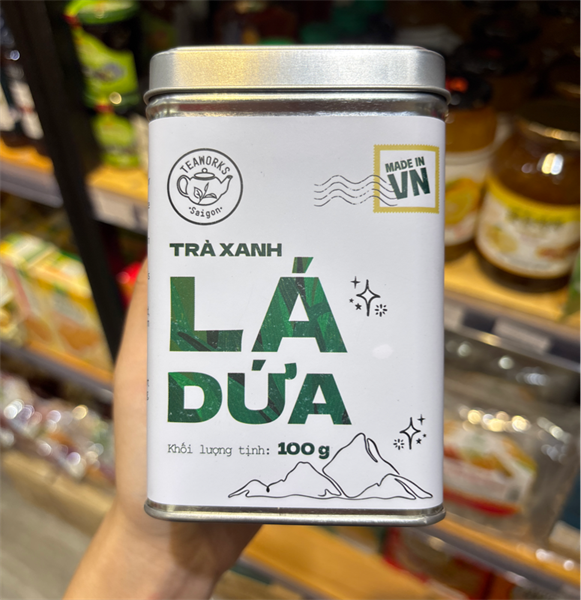 TEAWORKS
Saigon
MADE IN
VN
TRÀ XANH
LÁ
DỨA
Khối lượng tịnh: 100 g